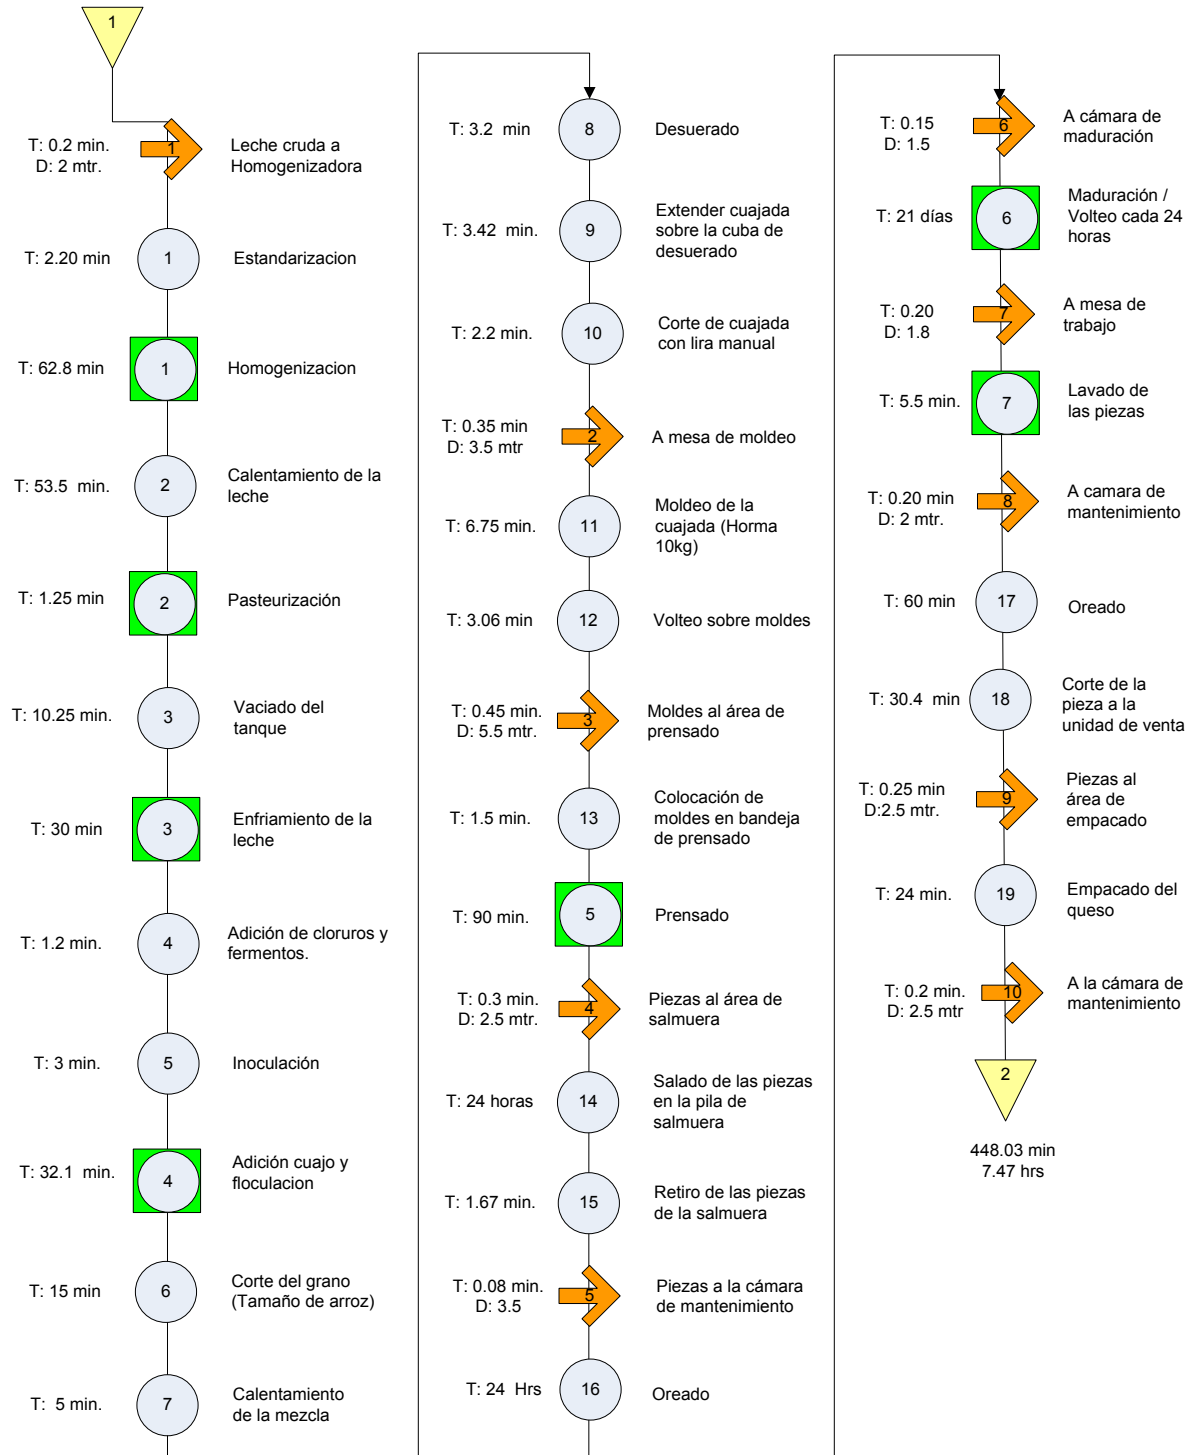 1
T: 0.2 min.
D: 2 mtr.
1
Leche cruda a
Homogenizadora
T: 2.20 min
1
Estandarizacion
T: 62.8 min
1
Homogenizacion
T: 53.5 min.
2
Calentamiento de la
leche
T: 1.25 min
2
Pasteurización
T: 10.25 min.
3
Vaciado del
tanque
T: 30 min
3
Enfriamiento de la
leche
T: 1.2 min.
4
Adición de cloruros y
fermentos.
T: 3 min.
5
Inoculación
T: 32.1 min.
4
Adición cuajo y
floculacion
T: 15 min
6
Corte del grano
(Tamaño de arroz)
T: 5 min.
7
Calentamiento
de la mezcla
T: 3.2 min
8
Desuerado
T: 3.42 min.
9
Extender cuajada
sobre la cuba de
desuerado
T: 2.2 min.
10
Corte de cuajada
con lira manual
T: 0.35 min
D: 3.5 mtr
2
A mesa de moldeo
T: 6.75 min.
11
Moldeo de la
cuajada (Horma
10kg)
T: 3.06 min
12
Volteo sobre moldes
T: 0.45 min.
D: 5.5 mtr.
3
Moldes al área de
prensado
T: 1.5 min.
13
Colocación de
moldes en bandeja
de prensado
T: 90 min.
5
Prensado
T: 0.3 min.
D: 2.5 mtr.
4
Piezas al área de
salmuera
T: 24 horas
14
Salado de las piezas
en la pila de
salmuera
T: 1.67 min.
15
Retiro de las piezas
de la salmuera
T: 0.08 min.
D: 3.5
5
Piezas a la cámara
de mantenimiento
T: 24 Hrs
16
Oreado
T: 0.15
D: 1.5
6
A cámara de
maduración
T: 21 días
6
Maduración /
Volteo cada 24
horas
T: 0.20
D: 1.8
7
A mesa de
trabajo
T: 5.5 min.
7
Lavado de
las piezas
T: 0.20 min
D: 2 mtr.
8
A camara de
mantenimiento
T: 60 min
17
Oreado
T: 30.4 min
18
Corte de la
pieza a la
unidad de venta
T: 0.25 min
D:2.5 mtr.
9
Piezas al
área de
empacado
T: 24 min.
19
Empacado del
queso
T: 0.2 min.
D: 2.5 mtr
10
A la cámara de
mantenimiento
2
448.03 min
7.47 hrs